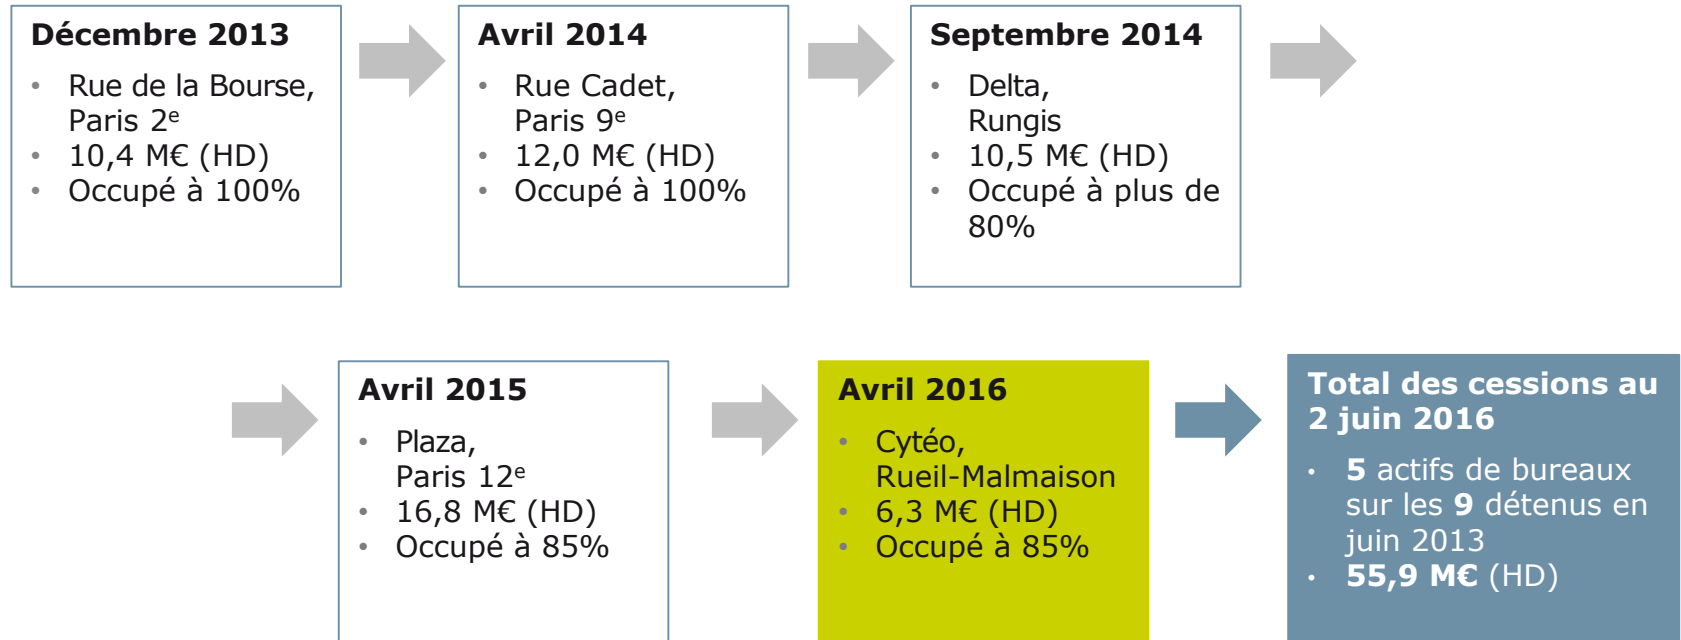 Décembre 2013
• Rue de la Bourse,
Paris 2e
• 10,4 M€ (HD)
• Occupé à 100%
Avril 2014
• Rue Cadet,
Paris 9e
• 12,0 M€ (HD)
• Occupé à 100%
Septembre 2014
• Delta,
Rungis
• 10,5 M€ (HD)
• Occupé à plus de
80%
Avril 2015
• Plaza,
Paris 12e
• 16,8 M€ (HD)
• Occupé à 85%
Avril 2016
• Cytéo,
Rueil-Malmaison
• 6,3 M€ (HD)
• Occupé à 85%
Total des cessions au
2 juin 2016
• 5 actifs de bureaux
sur les 9 détenus en
juin 2013
• 55,9 M€ (HD)